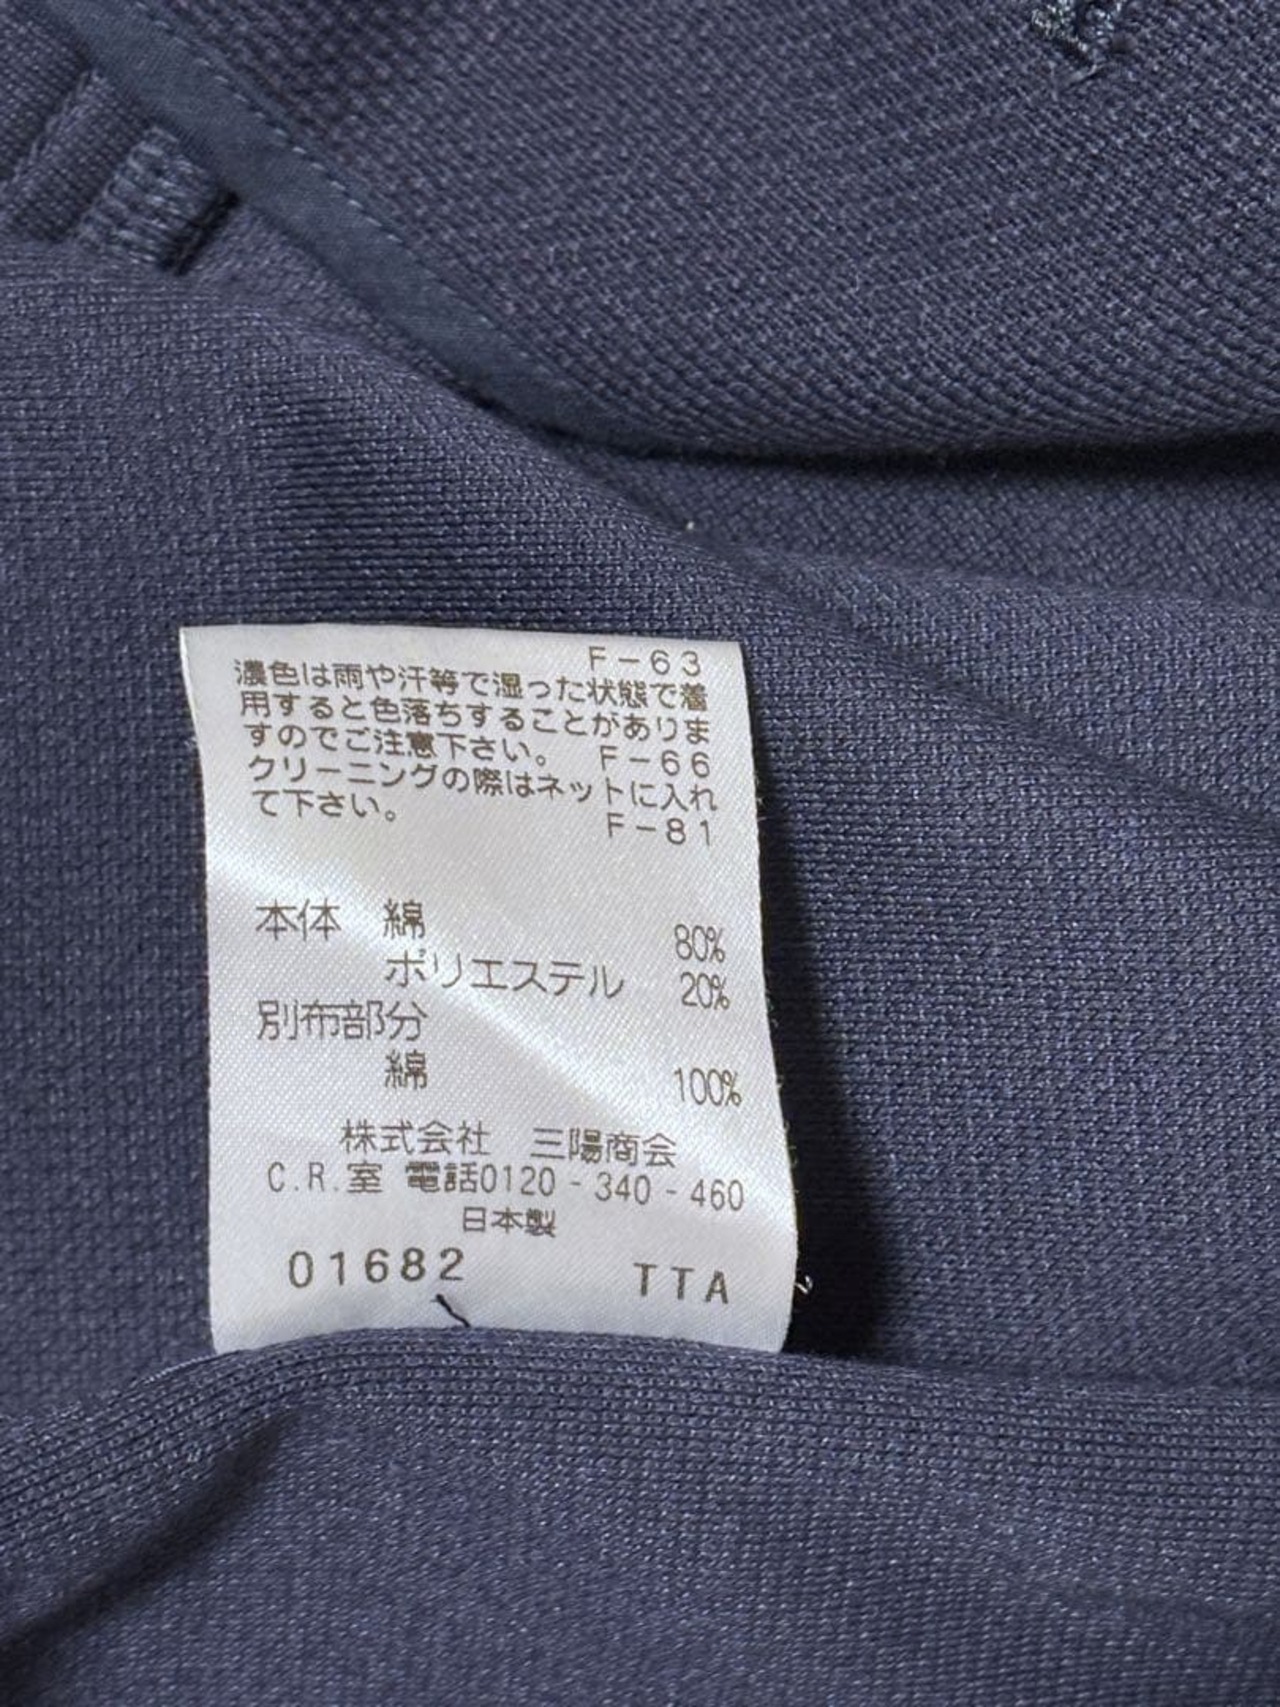 F-63
濃色は雨や汗等で湿った状態で着
用すると色落ちすることがありま
すのでご注意下さい。 F-66
クリーニングの際はネットに入れ
て下さい。 F-81
本体 綿 80%
ポリエステル 20%
別布部分
綿 100%
株式会社 三陽商会
C.R.室 電話0120-340-460
日本製
01682 TTA